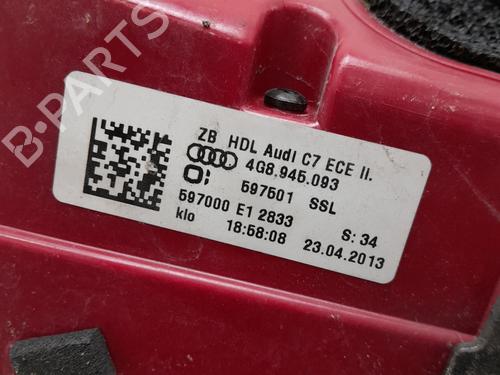 B-PARTS
ZB HDL Audi C7 ECE II.
4G8.945.093
597501 SSL
597000 E1 2833 S: 34
klo 18:58:08 23.04.2013